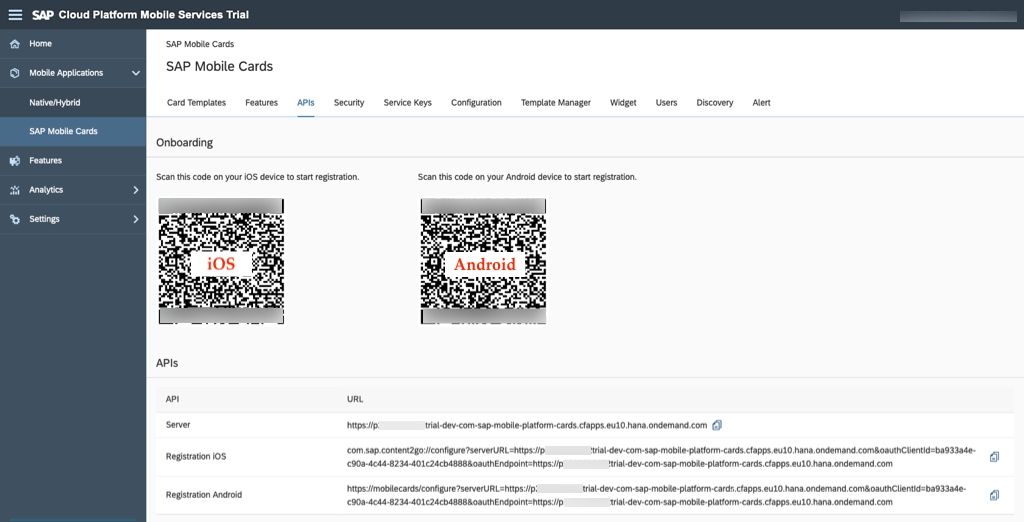 SAP Cloud Platform Mobile Services Trial
Home
Mobile Applications
Native/Hybrid
SAP Mobile Cards
Features
Analytics
Settings
SAP Mobile Cards
SAP Mobile Cards
Card Templates Features APIs Security Service Keys Configuration Template Manager Widget Users Discovery Alert
Onboarding
Scan this code on your iOS device to start registration. Scan this code on your Android device to start registration.
iOS Android
APIs
API URL
Server https://p trial-dev-com-sap-mobile-platform-cards.cfapps.eu10.hana.ondemand.com
Registration iOS
com.sap.content2go://configure?serverURL=https://p trial-dev-com-sap-mobile-platform-cards.cfapps.eu10.hana.ondemand.com&oauthClientId=ba933a4e-
c90a-4c44-8234-401c24cb4888&oauthEndpoint=https://p trial-dev-com-sap-mobile-platform-cards.cfapps.eu10.hana.ondemand.com
Registration Android
https://mobilecards/configure?serverURL=https://p trial-dev-com-sap-mobile-platform-cards.cfapps.eu10.hana.ondemand.com&oauthClientId=ba933a4e-
c90a-4c44-8234-401c24cb4888&oauthEndpoint=https://p trial-dev-com-sap-mobile-platform-cards.cfapps.eu10.hana.ondemand.com